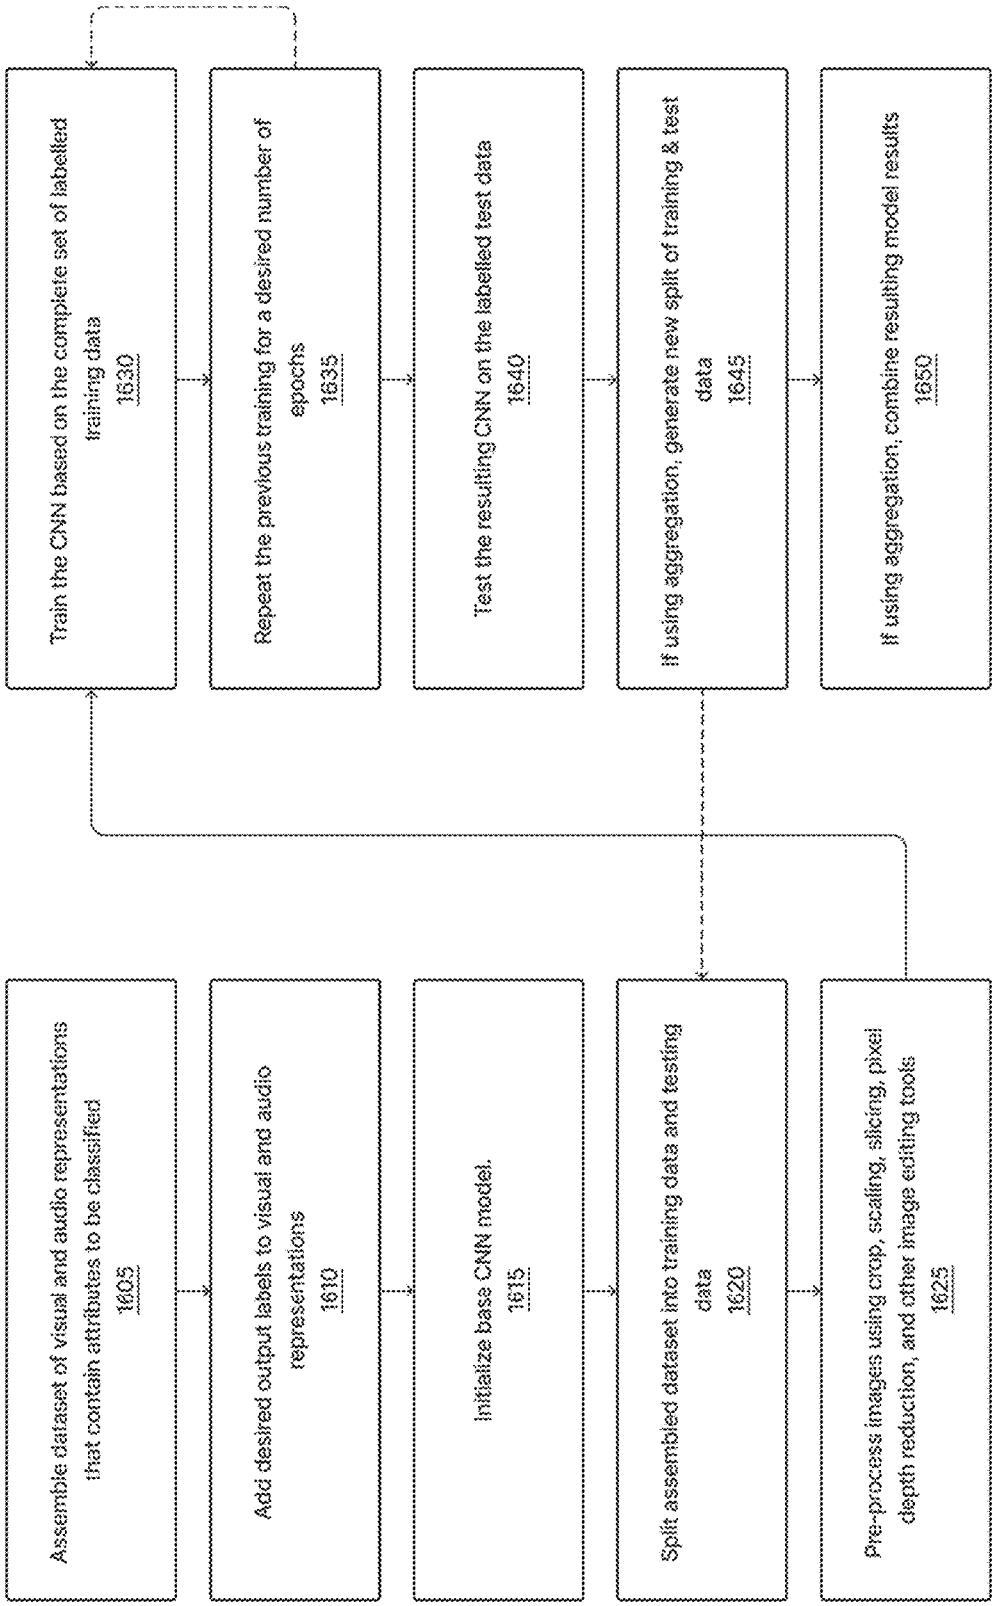 Assemble dataset of visual and audio representations
that contain attributes to be classified
1605
Add desired output labels to visual and audio
representations
1610
Initialize base CNN model.
1615
Split assembled dataset into training data and testing
data
1620
Pre-process images using crop, scaling, slicing, pixel
depth reduction, and other image editing tools
1625
Train the CNN based on the complete set of labelled
training data
1630
Repeat the previous training for a desired number of
epochs
1635
Test the resulting CNN on the labelled test data
1640
If using aggregation, generate new split of training & test
data
1645
If using aggregation, combine resulting model results
1650